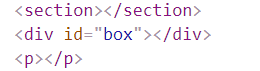 <section></section>
<div id="box"></div>
<p></p>